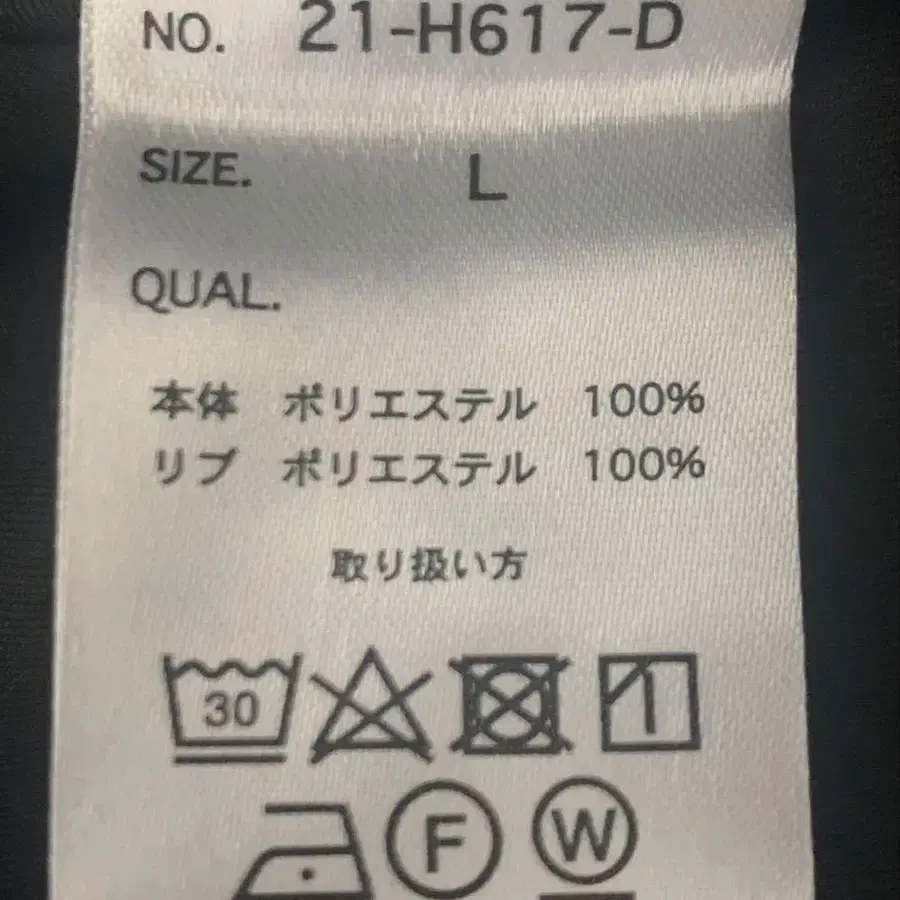 NO. 21-H617-D
SIZE. L
QUAL.
本体 ポリエステル 100%
リブ ポリエステル 100%
取り扱い方
30
F W